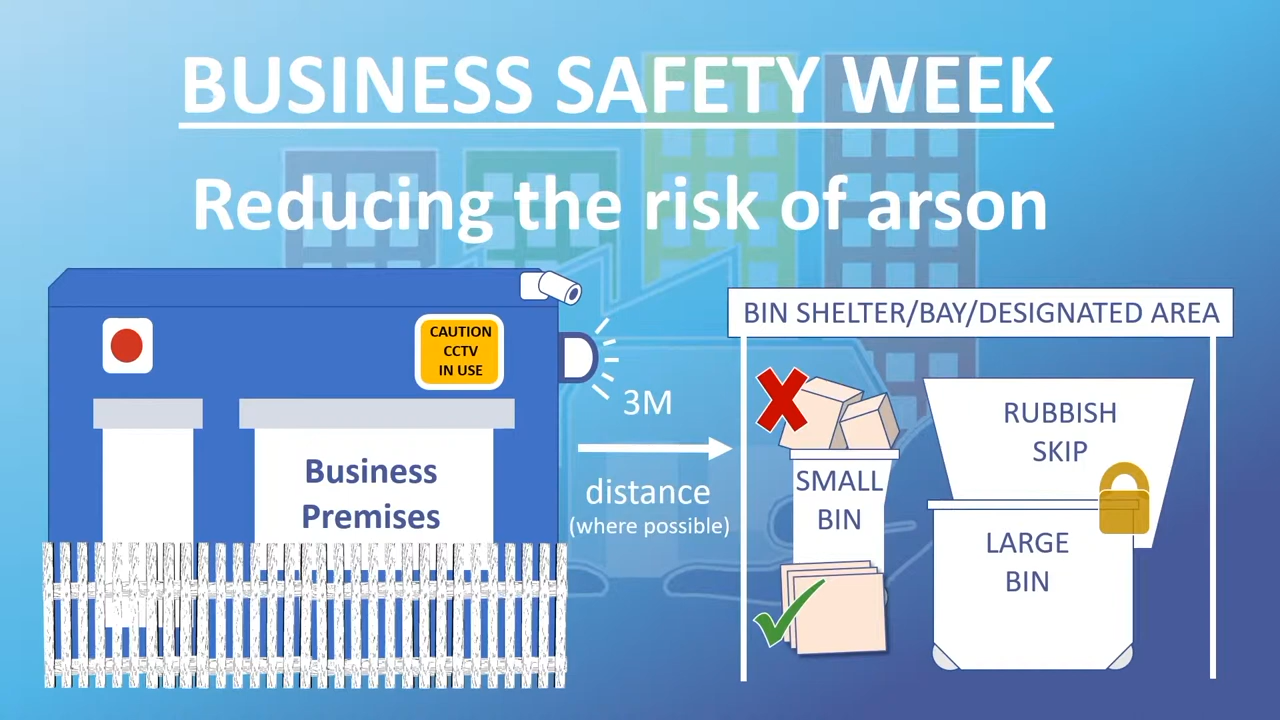 BUSINESS SAFETY WEEK
Reducing the risk of arson
CAUTION
CCTV
IN USE
Business
Premises
3M
distance
(where possible)
BIN SHELTER/BAY/DESIGNATED AREA
SMALL
BIN
RUBBISH
SKIP
LARGE
BIN